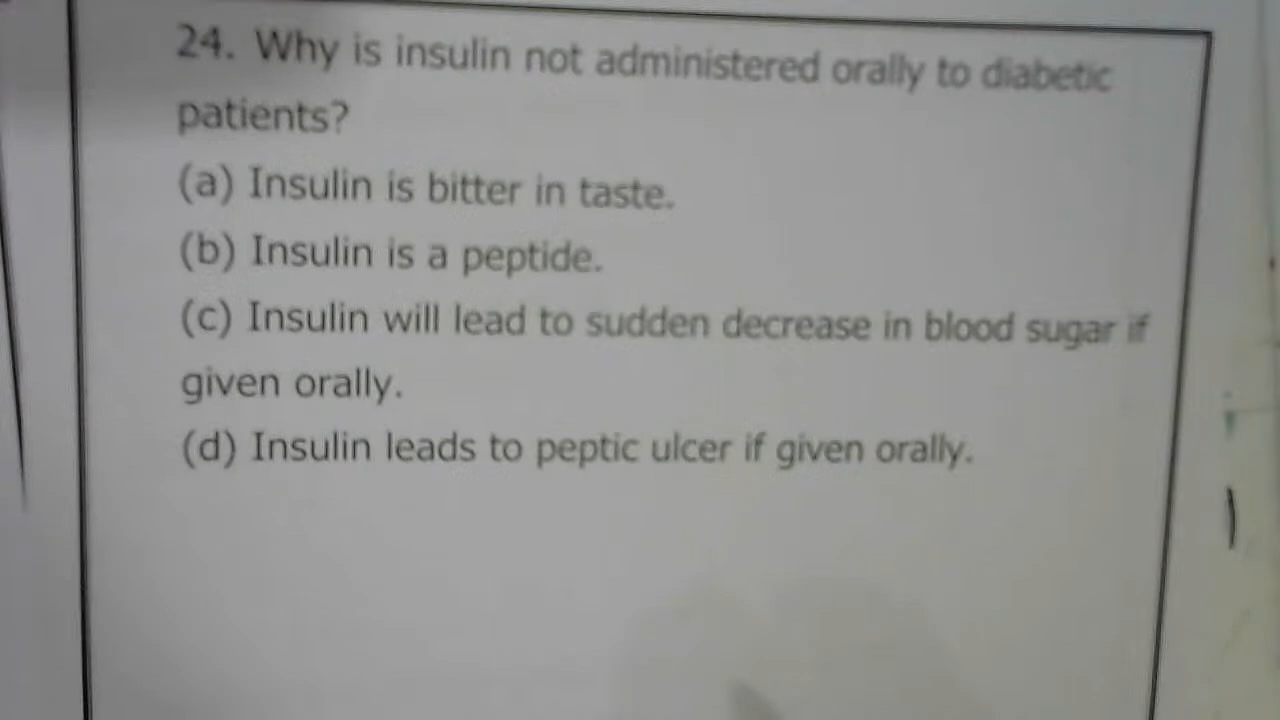 24. Why is insulin not administered orally to diabetic
patients?
(a) Insulin is bitter in taste.
(b) Insulin is a peptide.
(c) Insulin will lead to sudden decrease in blood sugar if
given orally.
(d) Insulin leads to peptic ulcer if given orally.